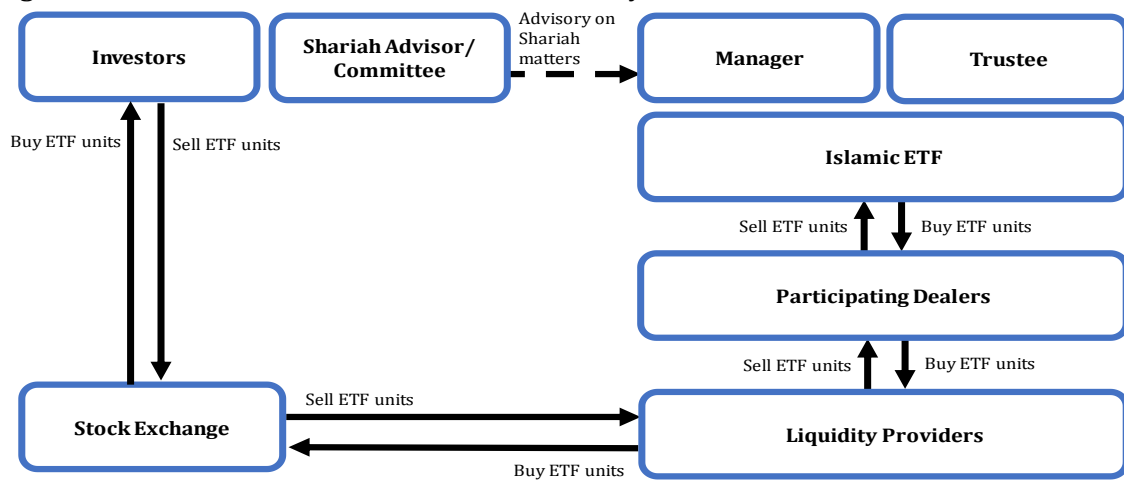 Investors
Shariah Advisor/
Committee
Advisory on
Shariah
matters
Manager
Trustee
Buy ETF units
Sell ETF units
Islamic ETF
Sell ETF units
Buy ETF units
Participating Dealers
Sell ETF units
Buy ETF units
Stock Exchange
Sell ETF units
Buy ETF units
Liquidity Providers